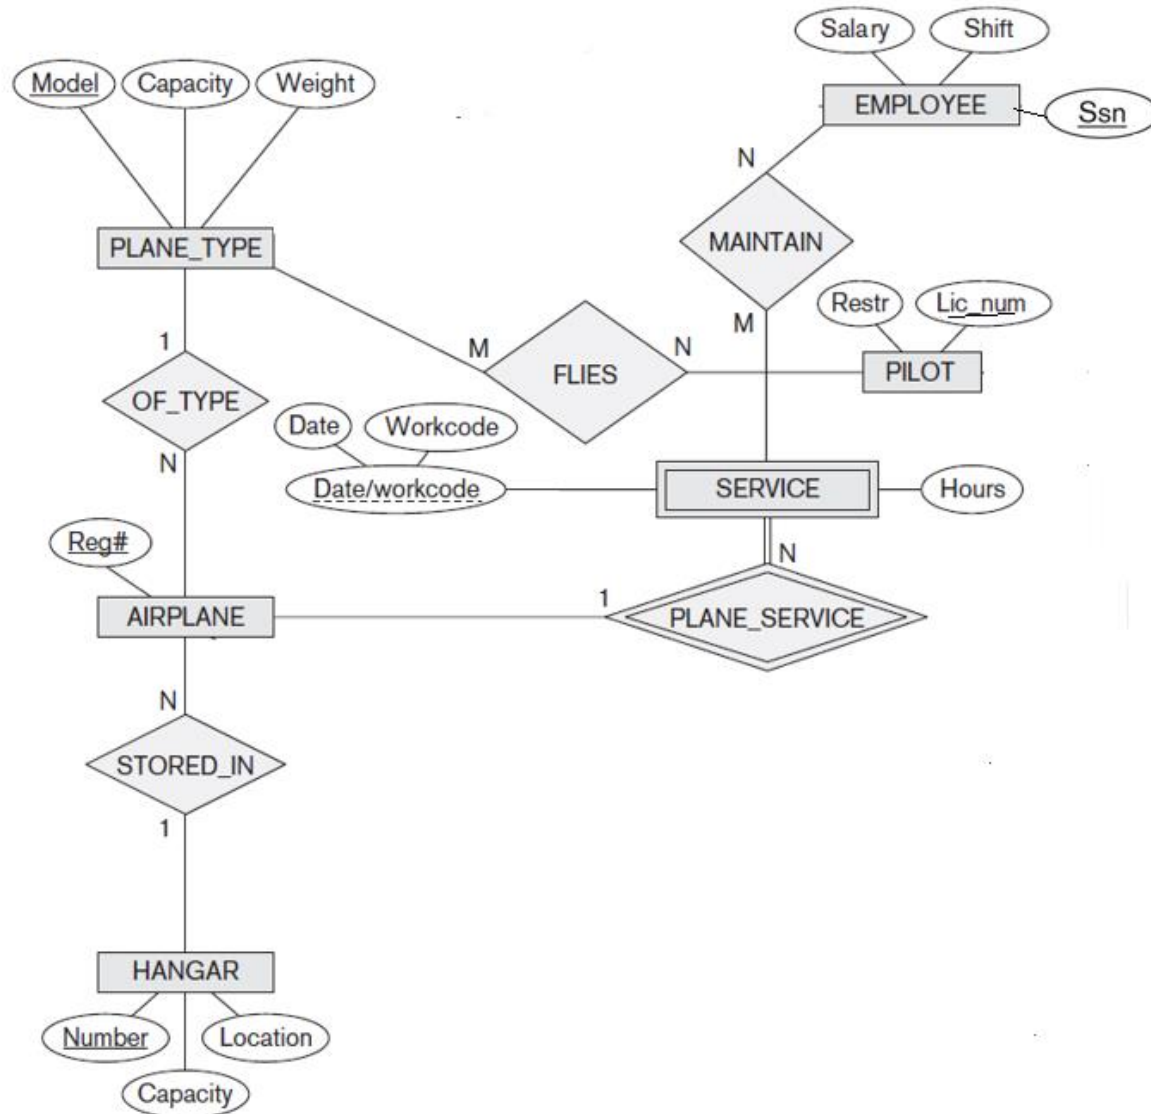 Salary
Shift
Model
Capacity
Weight
EMPLOYEE
Ssn
N
MAINTAIN
PLANE_TYPE
M
Restr
Lic_num
1
M
N
FLIES
PILOT
OF_TYPE
Date
Workcode
N
Date/workcode
SERVICE
Hours
Reg#
N
1
AIRPLANE
PLANE_SERVICE
N
STORED_IN
1
HANGAR
Number
Location
Capacity